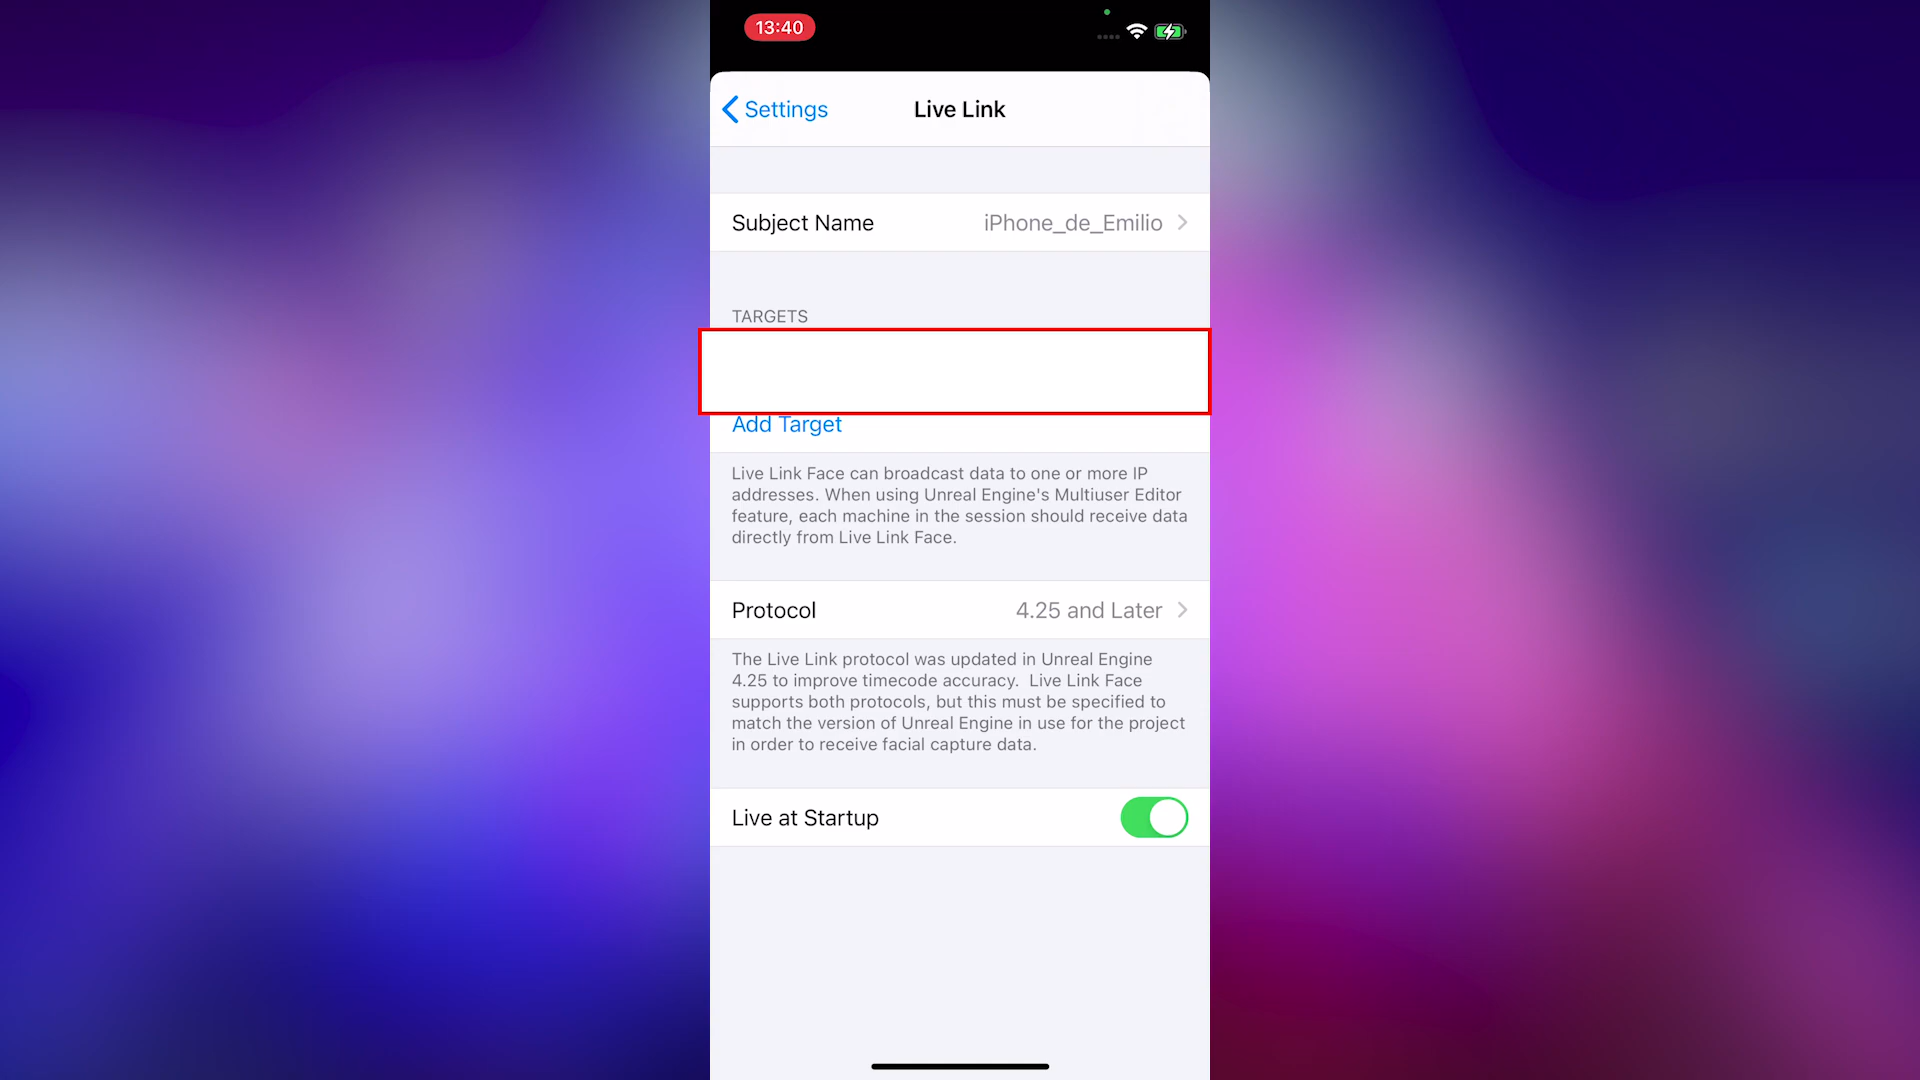 13:40
Settings
Live Link
Subject Name
iPhone_de_Emilio
TARGETS
Add Target
Live Link Face can broadcast data to one or more IP
addresses. When using Unreal Engine's Multiuser Editor
feature, each machine in the session should receive data
directly from Live Link Face.
Protocol
4.25 and Later
The Live Link protocol was updated in Unreal Engine
4.25 to improve timecode accuracy.  Live Link Face
supports both protocols, but this must be specified to
match the version of Unreal Engine in use for the project
in order to receive facial capture data.
Live at Startup